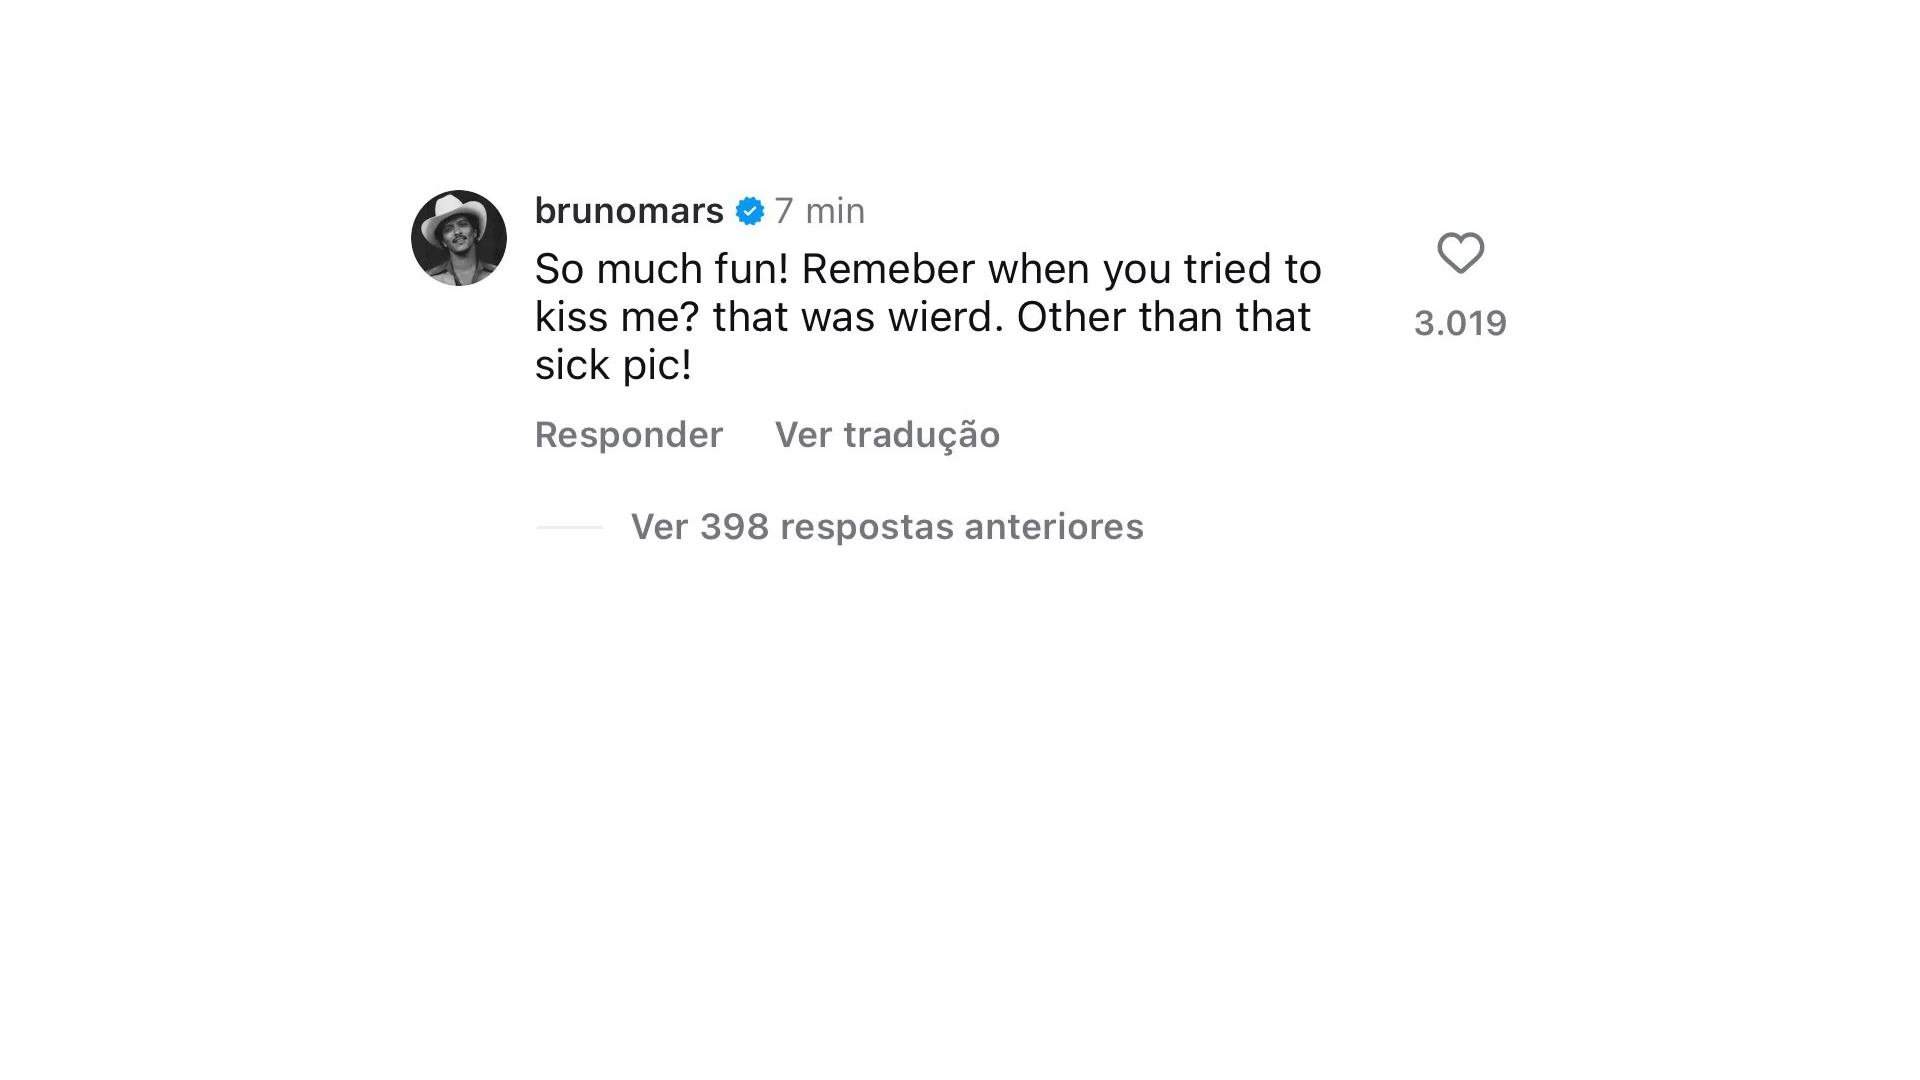 brunomars 7 min
So much fun! Remeber when you tried to
kiss me? that was wierd. Other than that
sick pic!
3.019
Responder Ver tradução
Ver 398 respostas anteriores